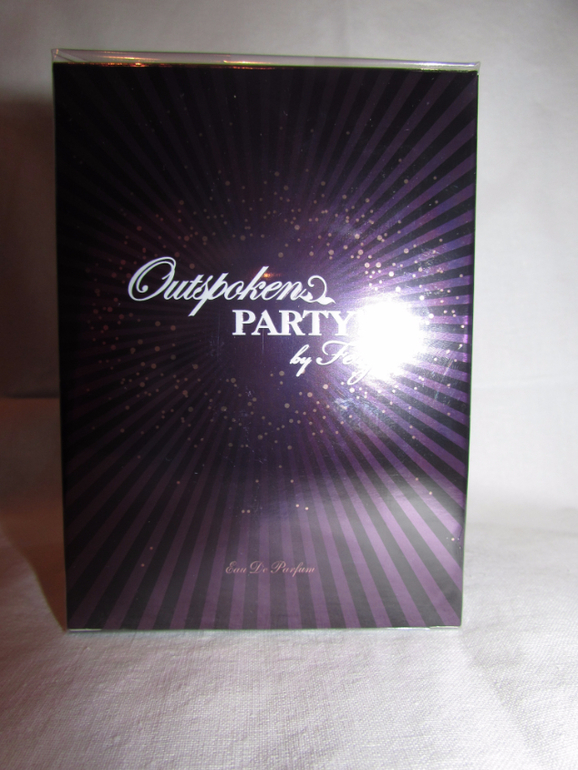 Outspoken
PARTY
by
Eau De Parfum